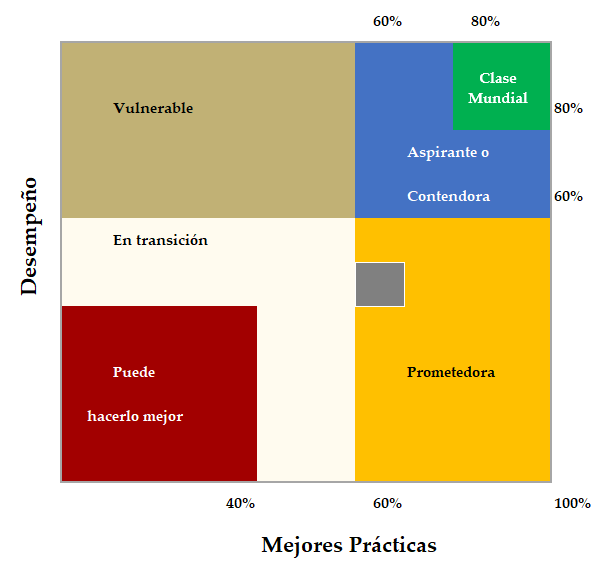 60% 80%
Clase
Mundial
Vulnerable
80%
Aspirante o
Contendora
60%
Desempeño
En transición
Puede
hacerlo mejor
Prometedora
40% 60% 100%
Mejores Prácticas